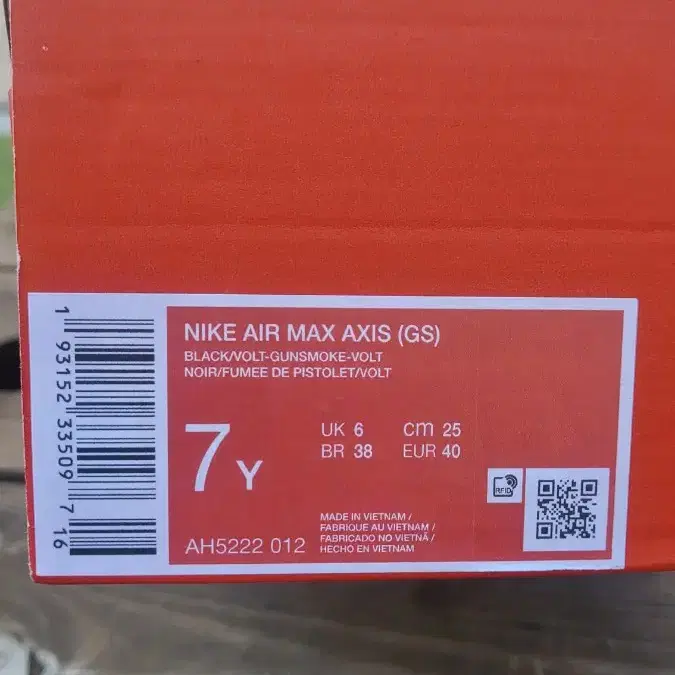 1 93152 33509 7 16
NIKE AIR MAX AXIS (GS)
BLACK/VOLT-GUNSMOKE-VOLT
NOIR/FUMEE DE PISTOLET/VOLT
7Y
UK 6 cm 25
BR 38 EUR 40
RFID
AH5222 012
MADE IN VIETNAM /
FABRIQUE AU VIETNAM /
FABRICADO NO VIETNÃ /
HECHO EN VIETNAM